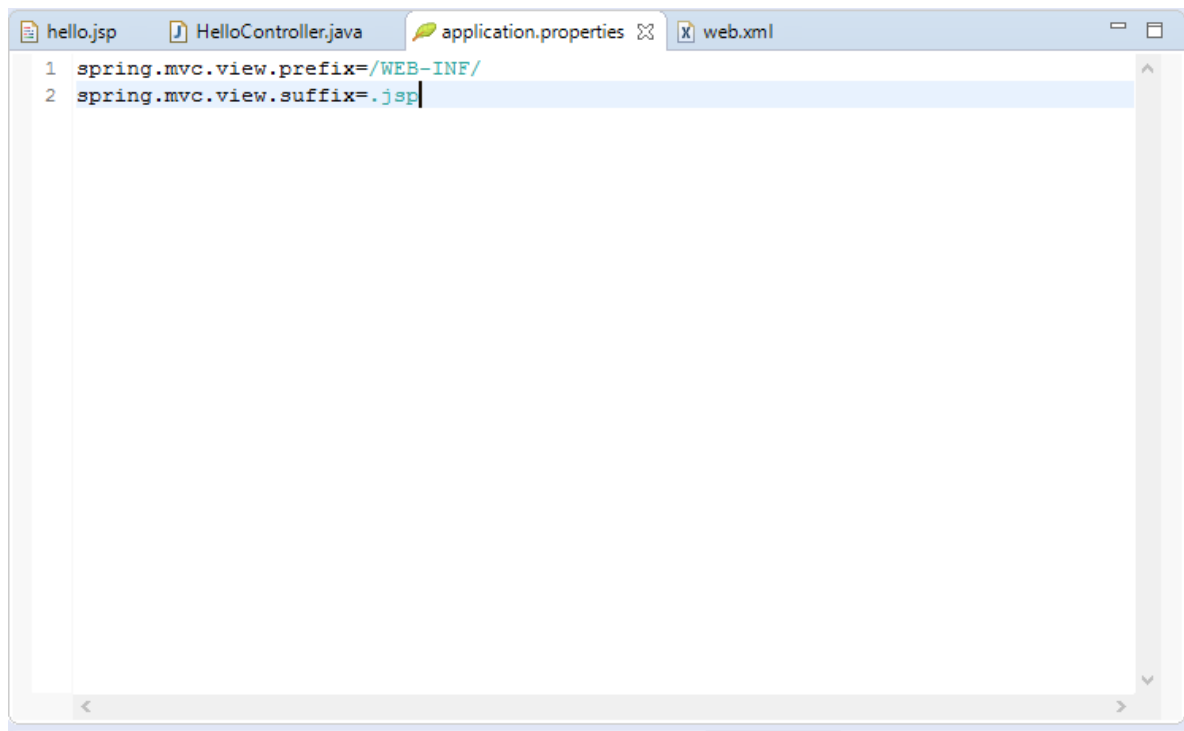 hello.jsp HelloController.java application.properties web.xml
1 spring.mvc.view.prefix=/WEB-INF/
2 spring.mvc.view.suffix=.jsp